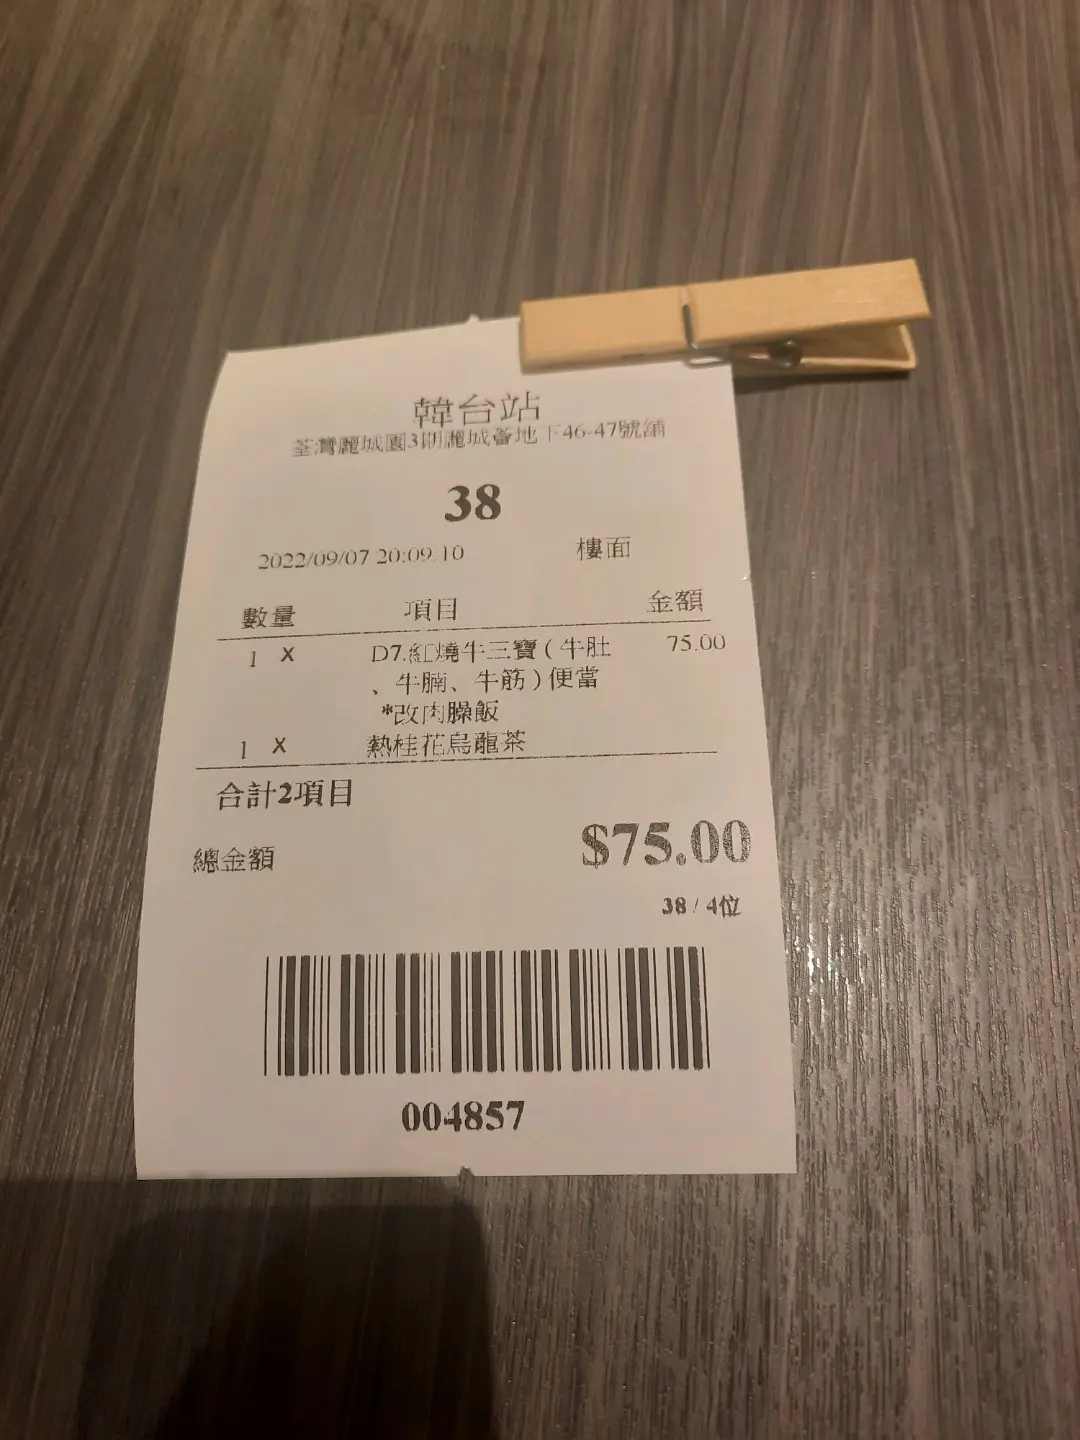 韓台站
荃灣麗城園3期麗城薈地下46-47號舖
38
2022/09/07 20:09:10 樓面
數量 項目 金額
1 X D7.紅燒牛三寶 ( 牛肚 75.00
、牛腩、牛筋 ) 便當
*改肉臊飯
1 X 熱桂花烏龍茶
合計2項目
總金額 $75.00
38 / 4位
004857